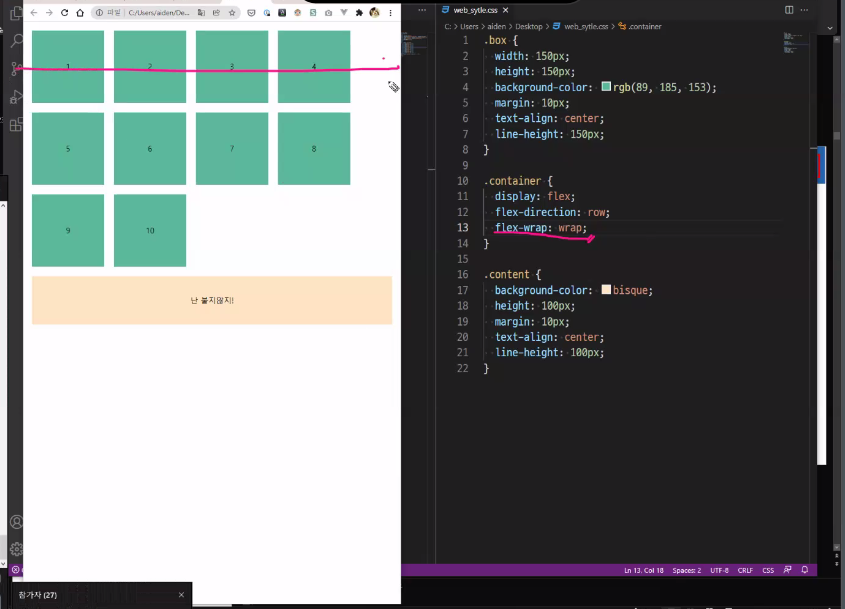 파일
C:/Users/aiden/De...
1
2
3
4
5
6
7
8
9
10
난 붙지않지!!
참가자 (27)
web_sytle.css
C: > Users > aiden > Desktop > web_sytle.css > .container
1 .box {
2 width: 150px;
3 height: 150px;
4 background-color: rgb(89, 185, 153);
5 margin: 10px;
6 text-align: center;
7 line-height: 150px;
8 }
9
10 .container {
11 display: flex;
12 flex-direction: row;
13 flex-wrap: wrap;
14 }
15
16 .content {
17 background-color: bisque;
18 height: 100px;
19 margin: 10px;
20 text-align: center;
21 line-height: 100px;
22 }
Ln 13, Col 18 Spaces: 2 UTF-8 CRLF CSS